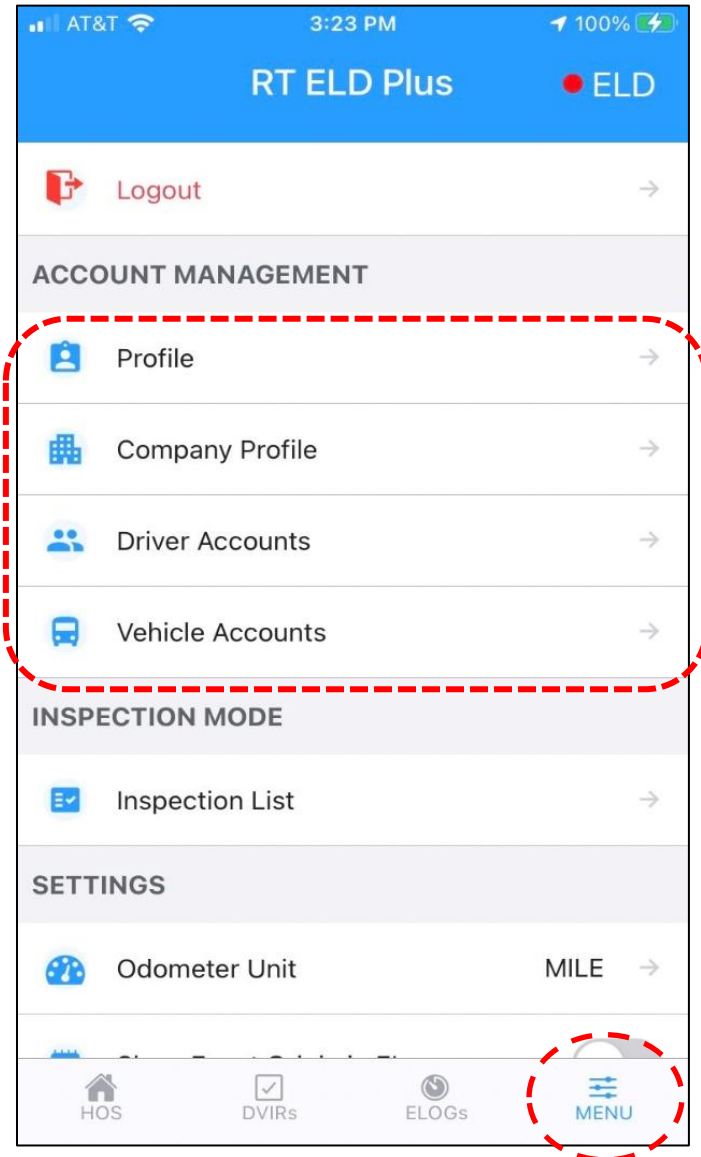 AT&T 3:23 PM 100%
RT ELD Plus ELD
Logout
ACCOUNT MANAGEMENT
Profile
Company Profile
Driver Accounts
Vehicle Accounts
INSPECTION MODE
Inspection List
SETTINGS
Odometer Unit MILE
HOS DVIRs ELOGs MENU